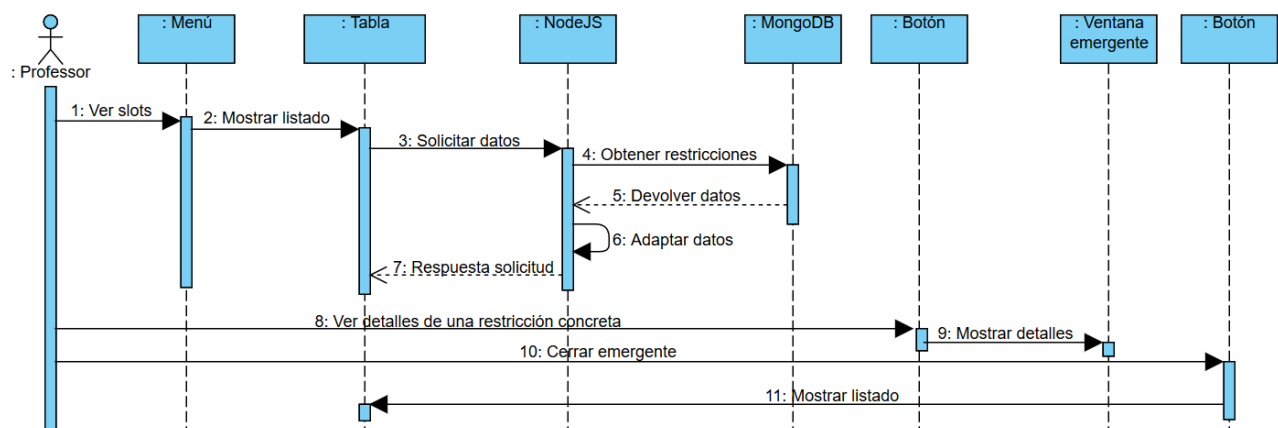 : Menú
: Tabla
: NodeJS
: MongoDB
: Botón
: Ventana
emergente
: Botón
: Professor
1: Ver slots
2: Mostrar listado
3: Solicitar datos
4: Obtener restricciones
5: Devolver datos
6: Adaptar datos
7: Respuesta solicitud
8: Ver detalles de una restricción concreta
9: Mostrar detalles
10: Cerrar emergente
11: Mostrar listado